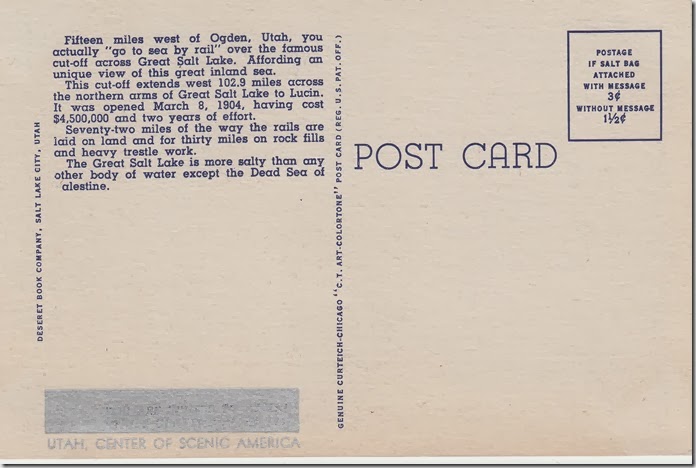 Fifteen miles west of Ogden, Utah, you
actually "go to sea by rail" over the famous
cut-off across Great Salt Lake. Affording an
unique view of this great inland sea.
This cut-off extends west 102.9 miles across
the northern arms of Great Salt Lake to Lucin.
It was opened March 8, 1904, having cost
$4,500,000 and two years of effort.
Seventy-two miles of the way the rails are
laid on land and for thirty miles on rock fills
and heavy trestle work.
The Great Salt Lake is more salty than any
other body of water except the Dead Sea of
alestine.
DESERET BOOK COMPANY, SALT LAKE CITY, UTAH
UTAH, CENTER OF SCENIC AMERICA
GENUINE CURTEICH-CHICAGO "C.T. ART-COLORTONE" POST CARD (REG. U.S. PAT. OFF.)
POST CARD
POSTAGE
IF SALT BAG
ATTACHED
WITH MESSAGE
3¢
WITHOUT MESSAGE
1½¢